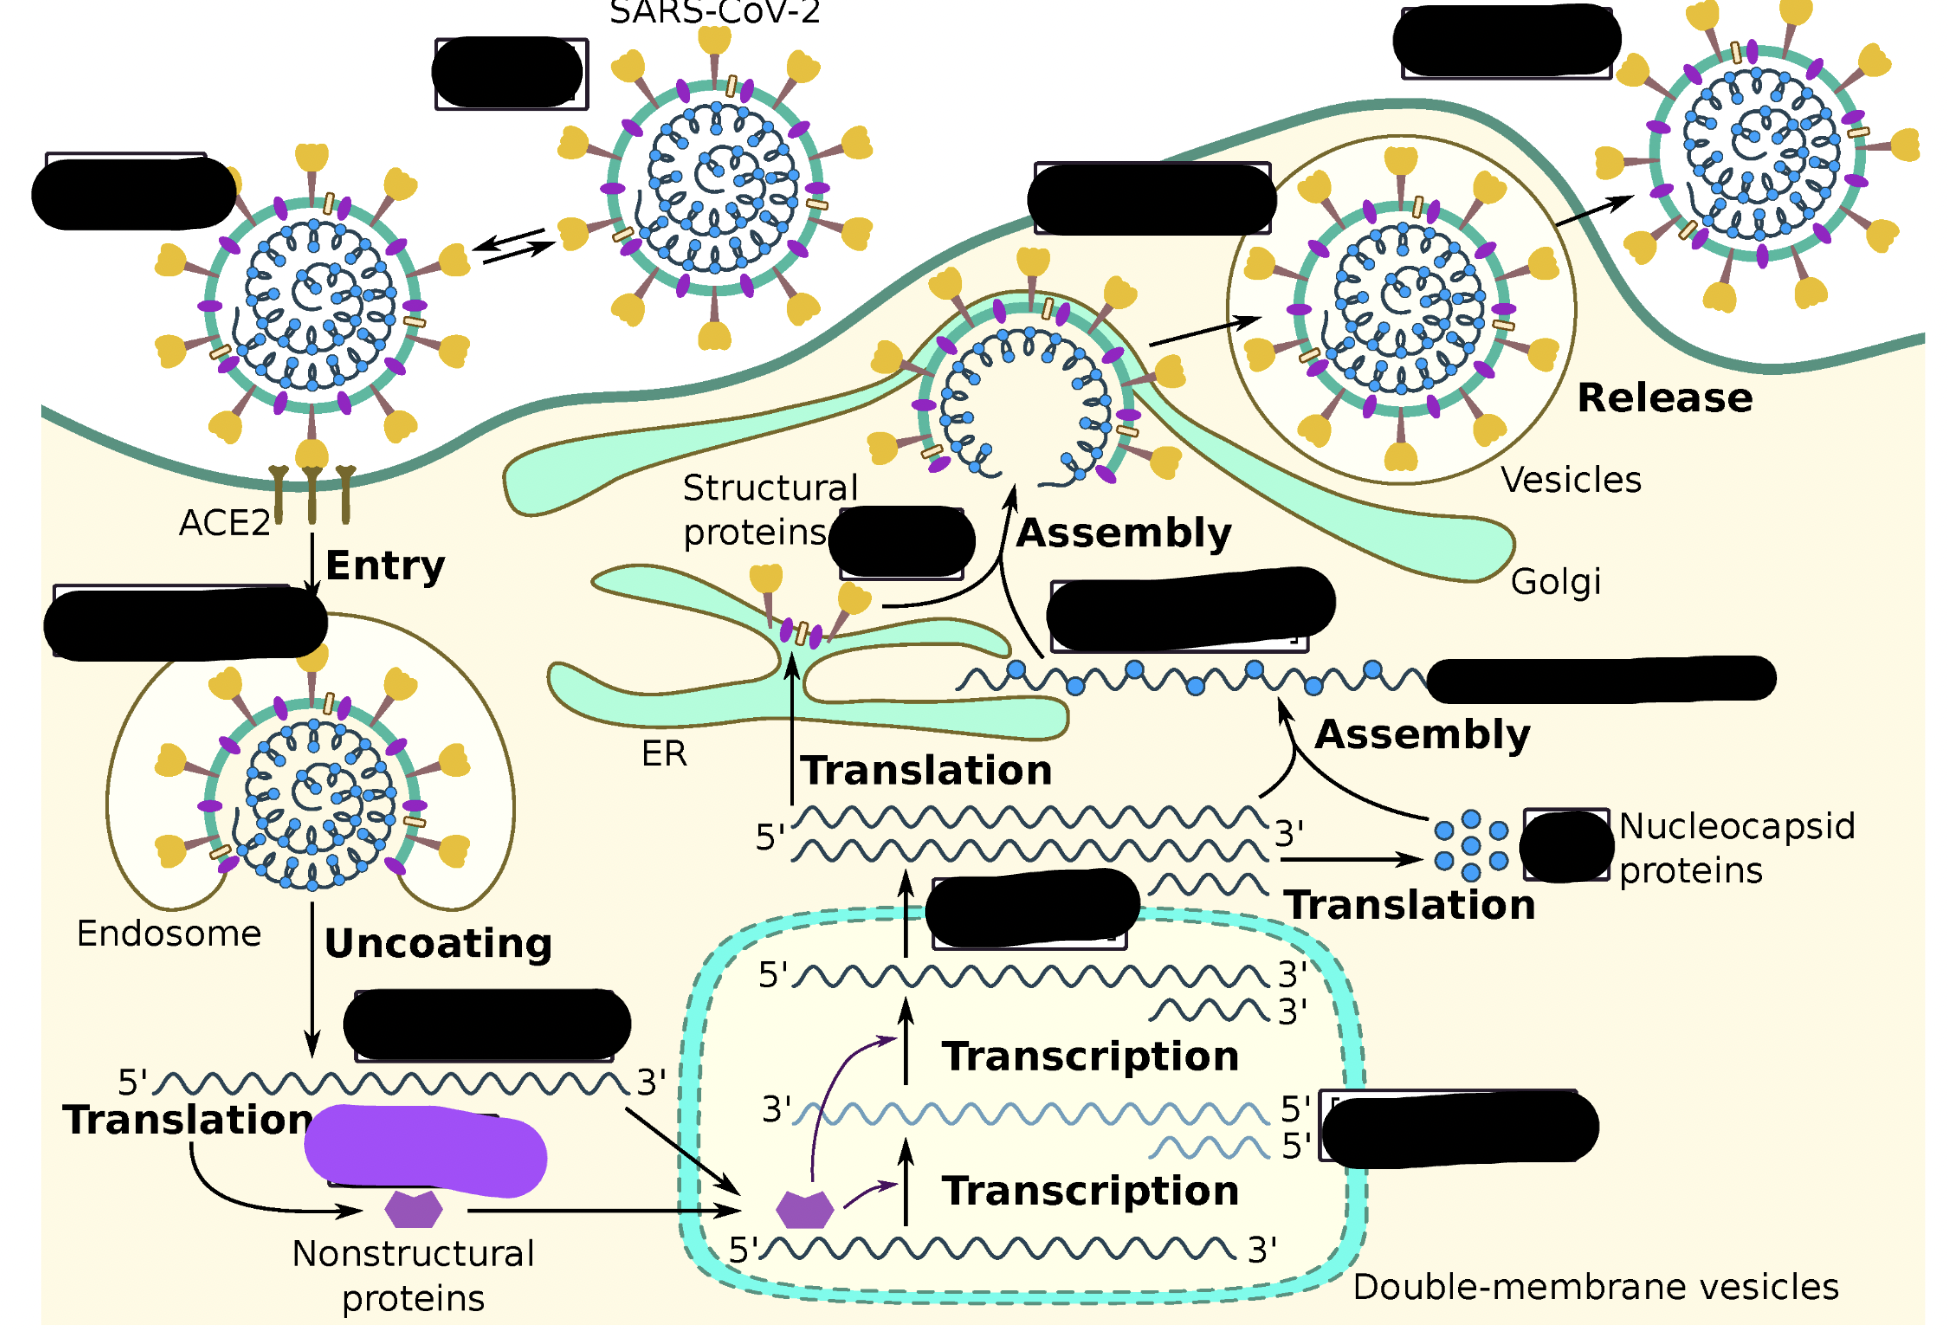 SARS-CoV-2
ACE2
Entry
Structural
proteins
Assembly
Release
Vesicles
Golgi
ER
Assembly
Translation
5'
3'
Nucleocapsid
proteins
Translation
Endosome
Uncoating
5'
3'
3'
Transcription
5'
3'
Translation
3'
5'
5'
Transcription
5'
3'
Nonstructural
proteins
Double-membrane vesicles